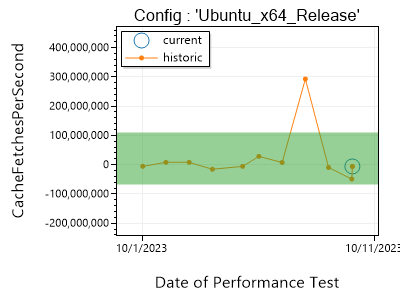 Config : 'Ubuntu_x64_Release'
current
historic
CacheFetchesPerSecond
400,000,000
300,000,000
200,000,000
100,000,000
0
-100,000,000
-200,000,000
10/1/2023
10/11/2023
Date of Performance Test